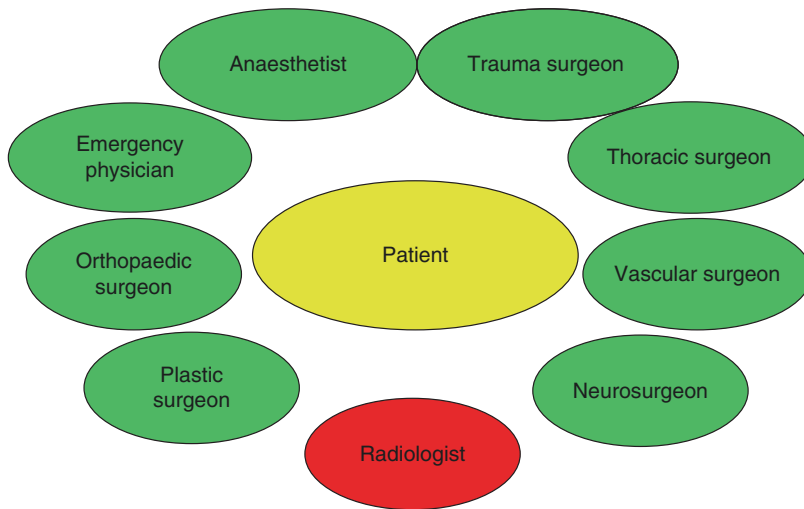 Anaesthetist
Trauma surgeon
Emergency
physician
Thoracic surgeon
Patient
Orthopaedic
surgeon
Vascular surgeon
Plastic
surgeon
Neurosurgeon
Radiologist